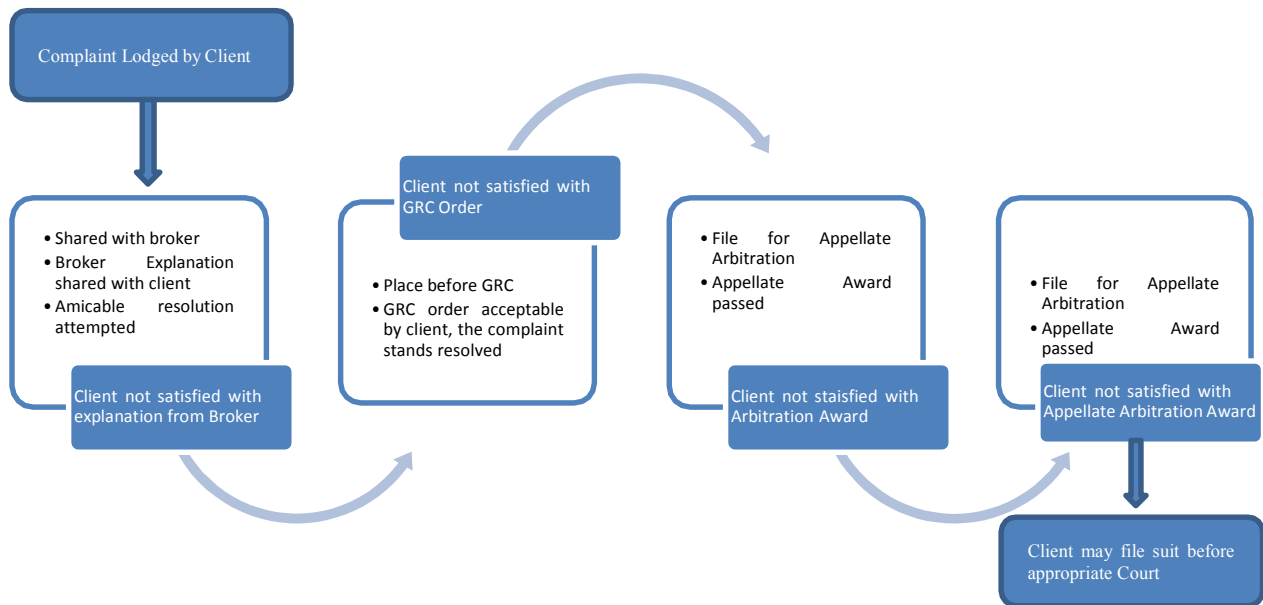 Complaint Lodged by Client
• Shared with broker
• Broker Explanation
shared with client
• Amicable resolution
attempted
Client not satisfied with
explanation from Broker
Client not satisfied with
GRC Order
• Place before GRC
• GRC order acceptable
by client, the complaint
stands resolved
• File for Appellate
Arbitration
• Appellate Award
passed
Client not staisfied with
Arbitration Award
• File for Appellate
Arbitration
• Appellate Award
passed
Client not satisfied with
Appellate Arbitration Award
Client may file suit before
appropriate Court